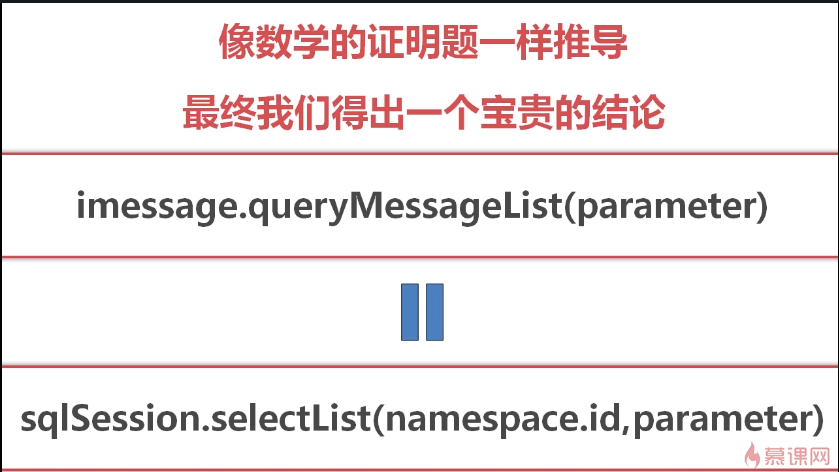 像数学的证明题一样推导
最终我们得出一个宝贵的结论
imessage.queryMessageList(parameter)
sqlSession.selectList(namespace.id,parameter)
慕课网